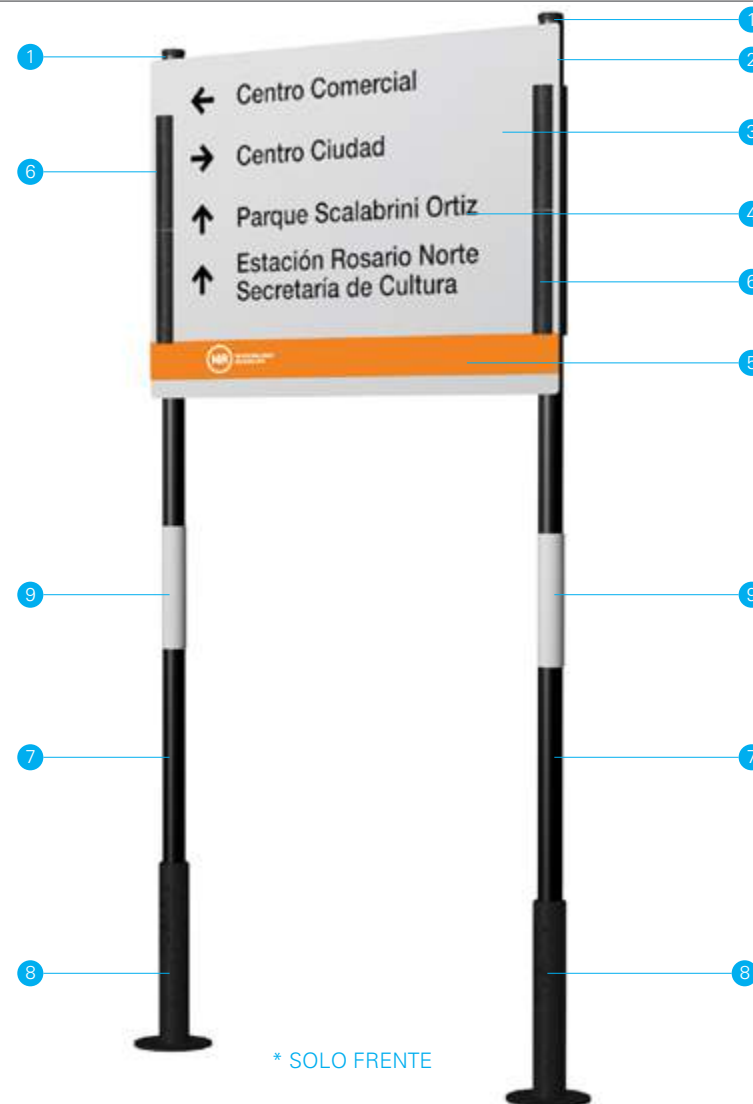 1
1
2
← Centro Comercial
3
→ Centro Ciudad
6
↑ Parque Scalabrini Ortiz
4
↑ Estación Rosario Norte
Secretaría de Cultura
6
MR
5
9
9
7
7
8
8
* SOLO FRENTE